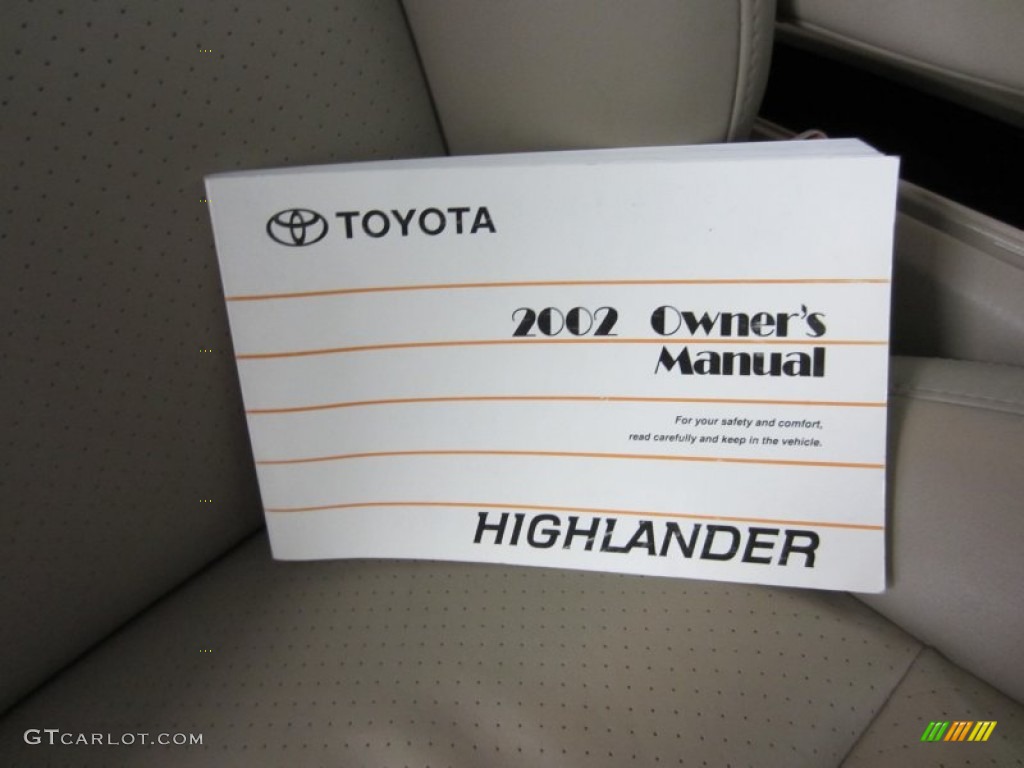 TOYOTA
2002 Owner's
Manual
For your safety and comfort,
read carefully and keep in the vehicle.
HIGHLANDER
GTCARLOT.COM